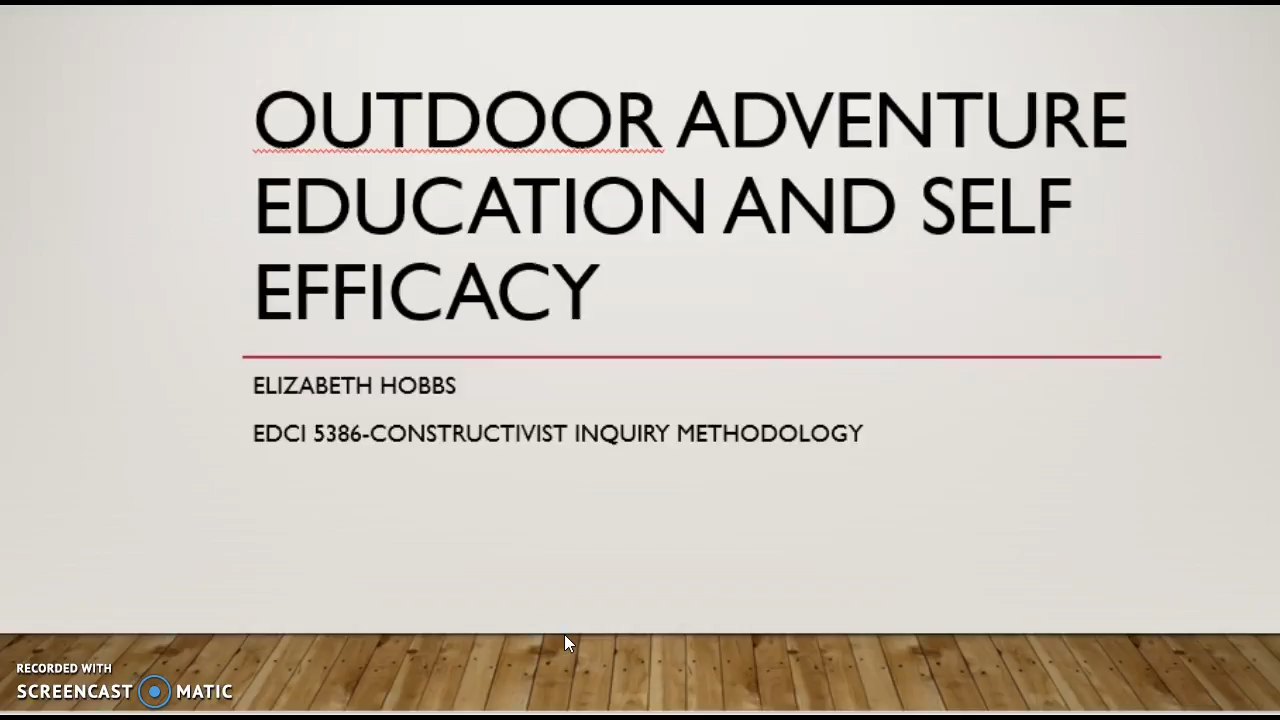 OUTDOOR ADVENTURE
EDUCATION AND SELF
EFFICACY
ELIZABETH HOBBS
EDCI 5386-CONSTRUCTIVIST INQUIRY METHODOLOGY
RECORDED WITH
SCREENCAST MATIC